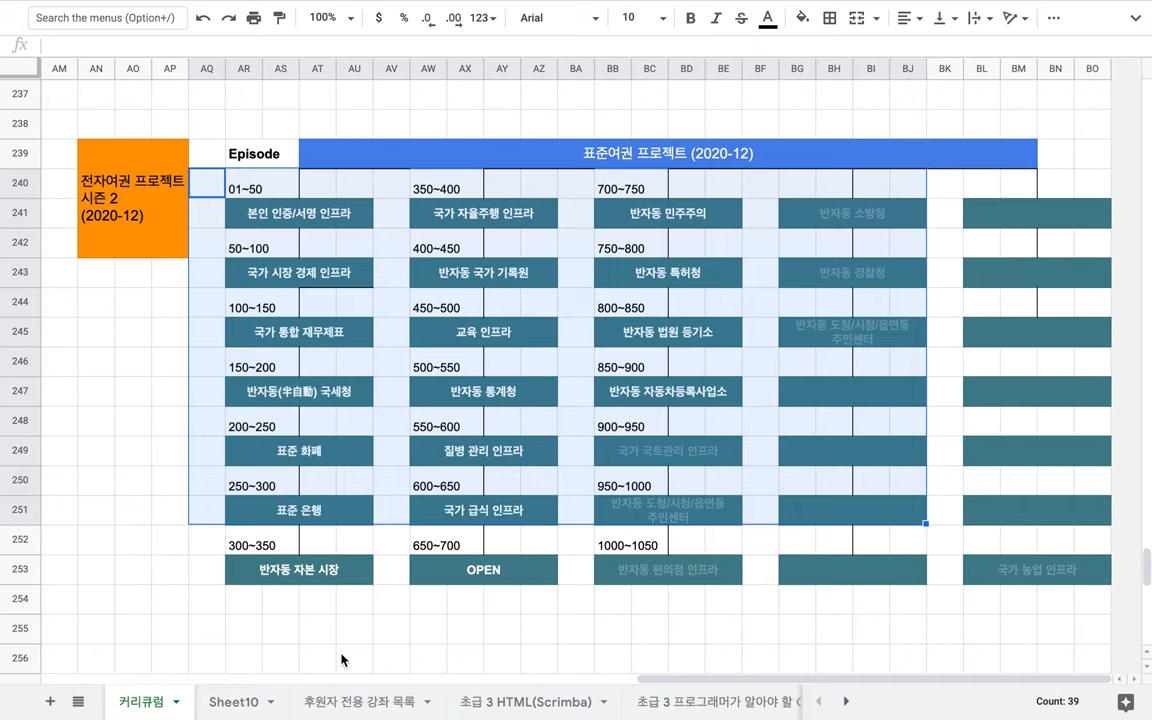 Search the menus (Option+/)
100%
$ % .0 .00 123
Arial
10
B I S A
fx
AM AN AO AP AQ AR AS AT AU AV AW AX AY AZ BA BB BC BD BE BF BG BH BI BJ BK BL BM BN BO
237
238
239 Episode 표준여권 프로젝트 (2020-12)
전자여권 프로젝트
시즌 2
(2020-12)
240 01~50 350~400 700~750
241 본인 인증/서명 인프라 국가 자율주행 인프라 반자동 민주주의 반자동 소방청
242 50~100 400~450 750~800
243 국가 시장 경제 인프라 반자동 국가 기록원 반자동 특허청 반자동 경찰청
244 100~150 450~500 800~850
245 국가 통합 재무제표 교육 인프라 반자동 법원 등기소 반자동 도청/시청/읍면동
주민센터
246 150~200 500~550 850~900
247 반자동(半自動) 국세청 반자동 통계청 반자동 자동차등록사업소
248 200~250 550~600 900~950
249 표준 화폐 질병 관리 인프라 국가 국토관리 인프라
250 250~300 600~650 950~1000
251 표준 은행 국가 급식 인프라 반자동 도청/시청/읍면동
주민센터
252 300~350 650~700 1000~1050
253 반자동 자본 시장 OPEN 반자동 편의점 인프라 국가 농업 인프라
254
255
256
커리큘럼 Sheet10 후원자 전용 강좌 목록 초급 3 HTML(Scrimba) 초급 3 프로그래머가 알아야 할 Count: 39